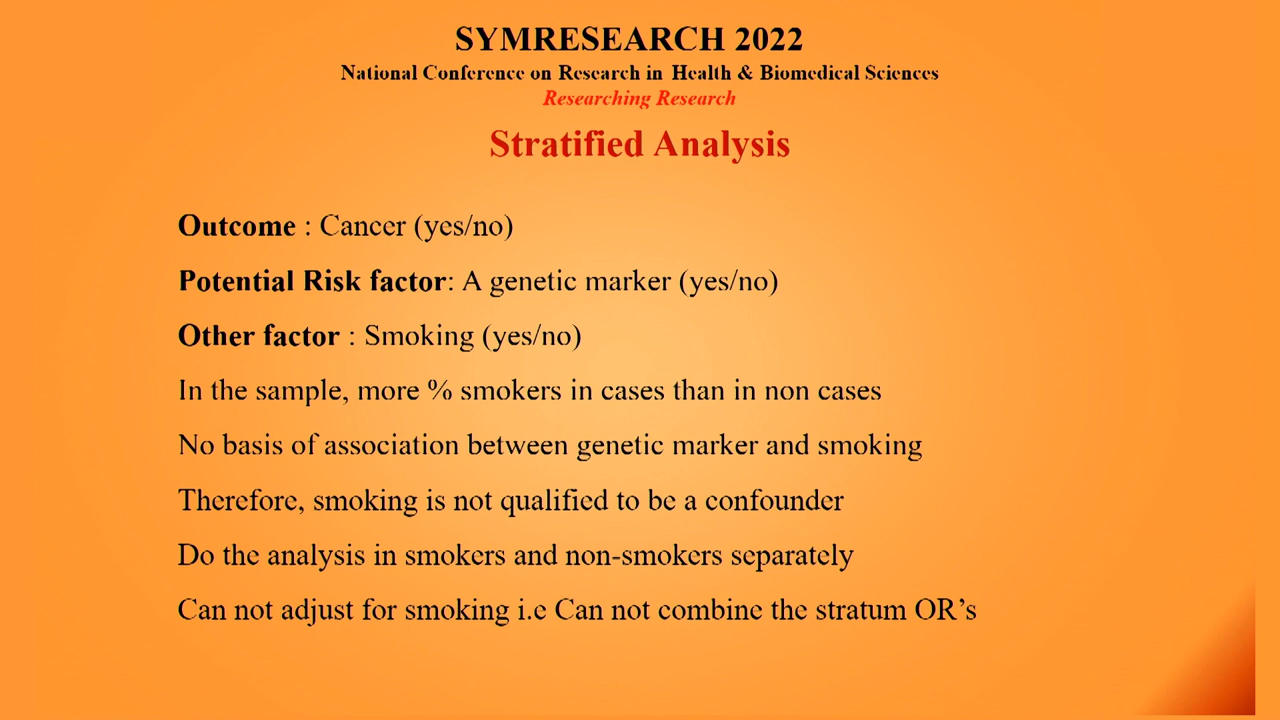 SYMRESEARCH 2022
National Conference on Research in Health & Biomedical Sciences
Researching Research
Stratified Analysis
Outcome : Cancer (yes/no)
Potential Risk factor: A genetic marker (yes/no)
Other factor : Smoking (yes/no)
In the sample, more % smokers in cases than in non cases
No basis of association between genetic marker and smoking
Therefore, smoking is not qualified to be a confounder
Do the analysis in smokers and non-smokers separately
Can not adjust for smoking i.e Can not combine the stratum OR’s